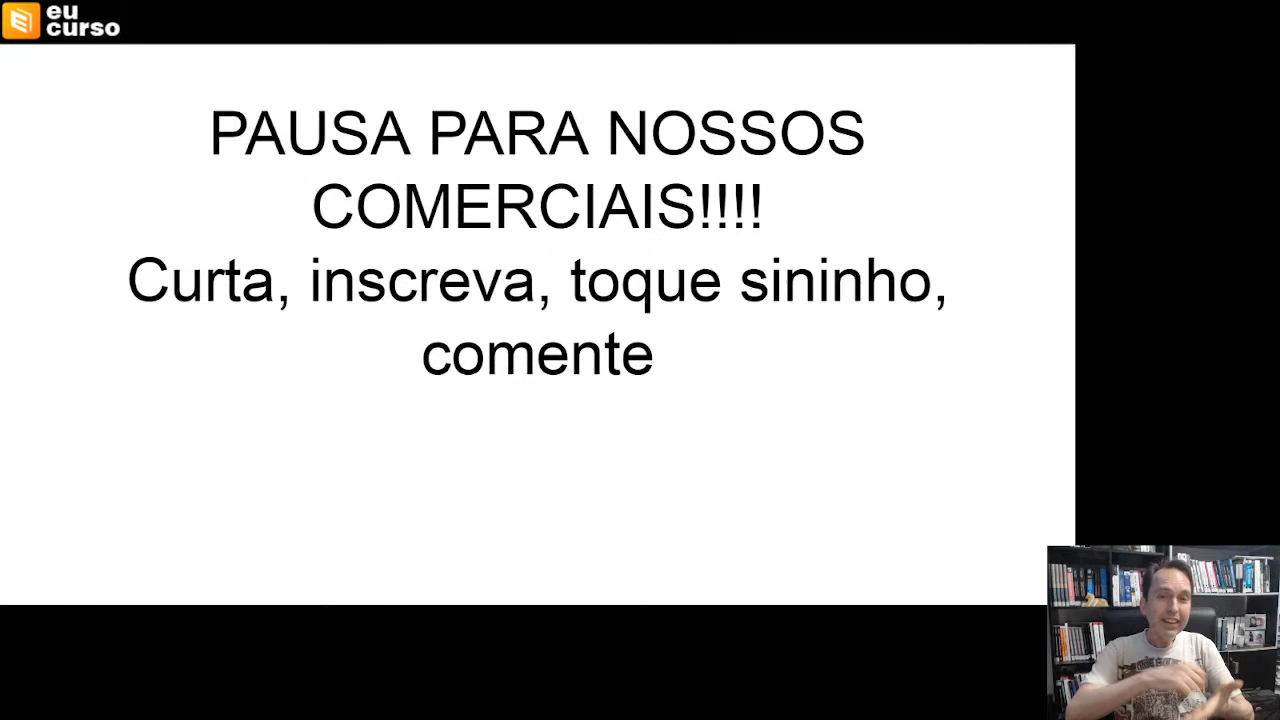 eu
curso
PAUSA PARA NOSSOS
COMERCIAIS!!!!
Curta, inscreva, toque sininho,
comente